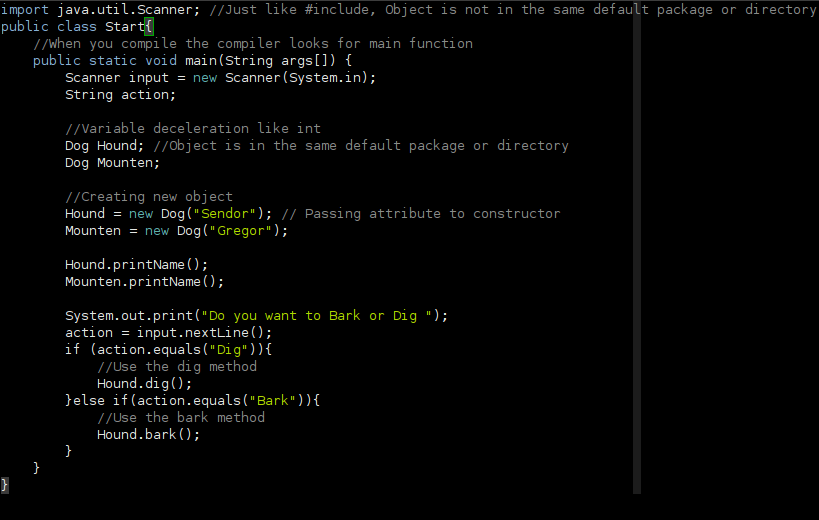 import java.util.Scanner; //Just like #include, Object is not in the same default package or directory
public class Start{
    //When you compile the compiler looks for main function
    public static void main(String args[]) {
        Scanner input = new Scanner(System.in);
        String action;

        //Variable deceleration like int
        Dog Hound; //Object is in the same default package or directory
        Dog Mounten;

        //Creating new object
        Hound = new Dog("Sendor"); // Passing attribute to constructor
        Mounten = new Dog("Gregor");

        Hound.printName();
        Mounten.printName();

        System.out.print("Do you want to Bark or Dig ");
        action = input.nextLine();
        if (action.equals("Dig")){
            //Use the dig method
            Hound.dig();
        }else if(action.equals("Bark")){
            //Use the bark method
            Hound.bark();
        }
    }
}